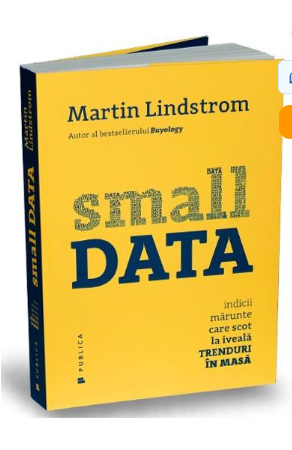 Martin Lindstrom
Autor al bestsellerului Buyology
small
DATA
indicii
mărunte
care scot
la iveală
TRENDURI
ÎN MASĂ
PUBLICA
Martin
Lindstrom
small DATA
PUBLICA